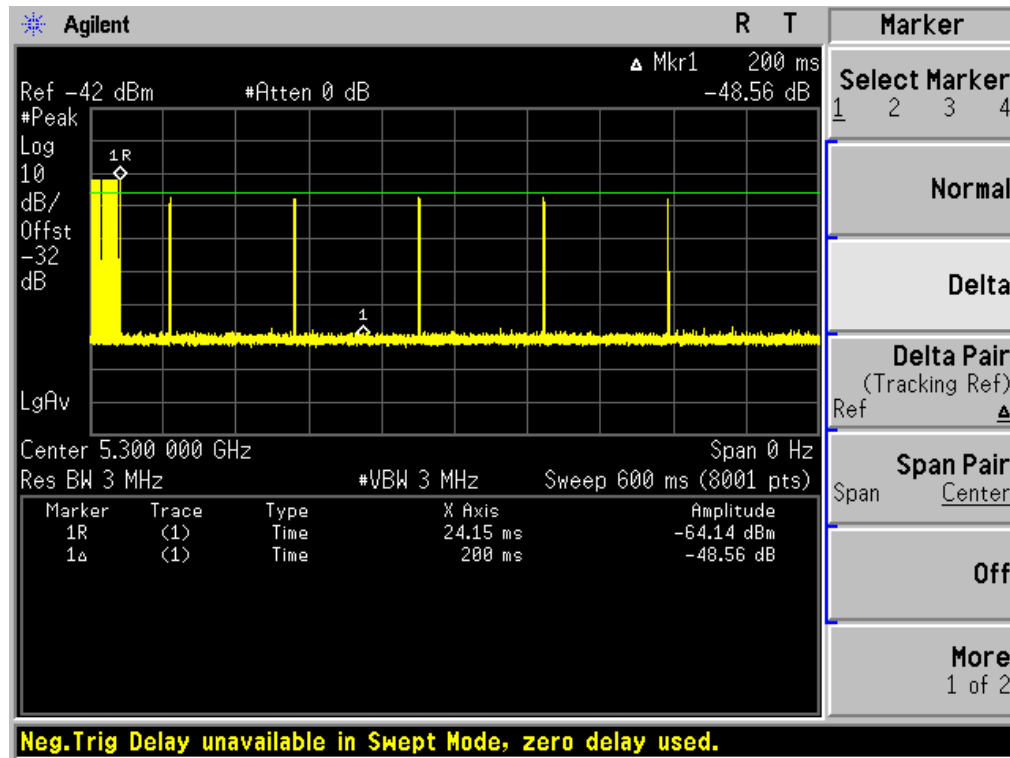 Agilent R T Marker
▵ Mkr1 200 ms
Ref -42 dBm #Atten 0 dB -48.56 dB
#Peak
Log
10
dB/
Offst
-32
dB
LgAv
1R
1
Center 5.300 000 GHz Span 0 Hz
Res BW 3 MHz #VBW 3 MHz Sweep 600 ms (8001 pts)
Marker Trace Type X Axis Amplitude
1R (1) Time 24.15 ms -64.14 dBm
1▵ (1) Time 200 ms -48.56 dB
Select Marker
1 2 3 4
Normal
Delta
Delta Pair
(Tracking Ref)
Ref ▵
Span Pair
Span Center
Off
More
1 of 2
Neg.Trig Delay unavailable in Swept Mode, zero delay used.